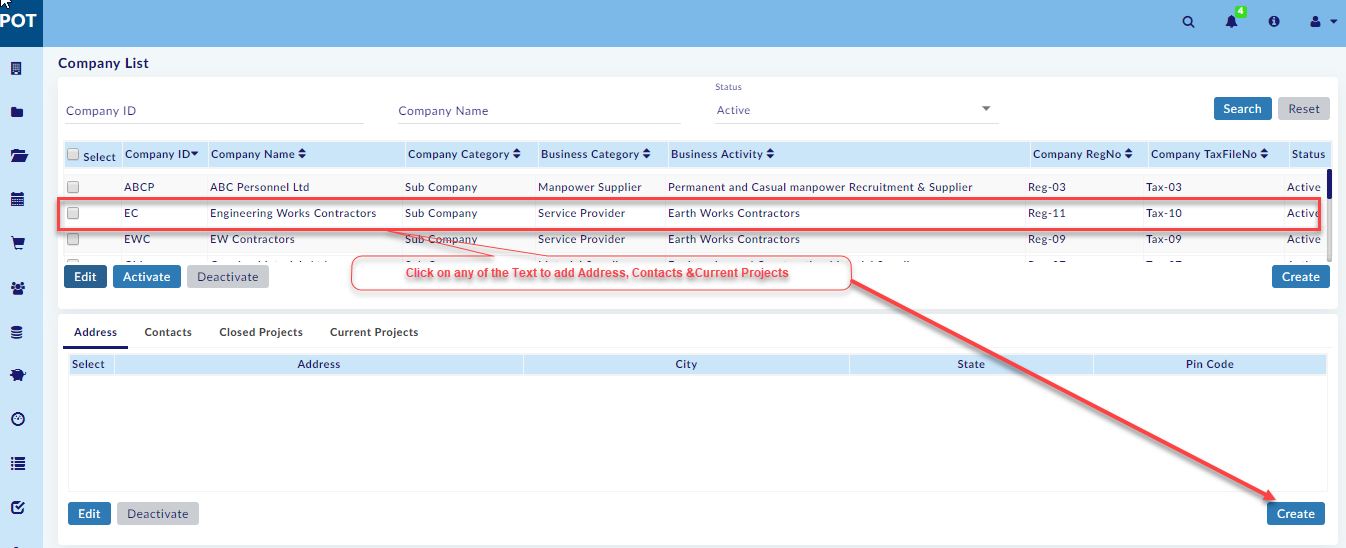 POT
4
Company List
Status
Company ID Company Name Active Search Reset
Select Company ID Company Name Company Category Business Category Business Activity Company RegNo Company TaxFileNo Status
ABCP ABC Personnel Ltd Sub Company Manpower Supplier Permanent and Casual manpower Recruitment & Supplier Reg-03 Tax-03 Active
EC Engineering Works Contractors Sub Company Service Provider Earth Works Contractors Reg-11 Tax-10 Active
EWC EW Contractors Sub Company Service Provider Earth Works Contractors Reg-09 Tax-09 Active
Click on any of the Text to add Address, Contacts &Current Projects
Edit Activate Deactivate Create
Address Contacts Closed Projects Current Projects
Select Address City State Pin Code
Edit Deactivate Create